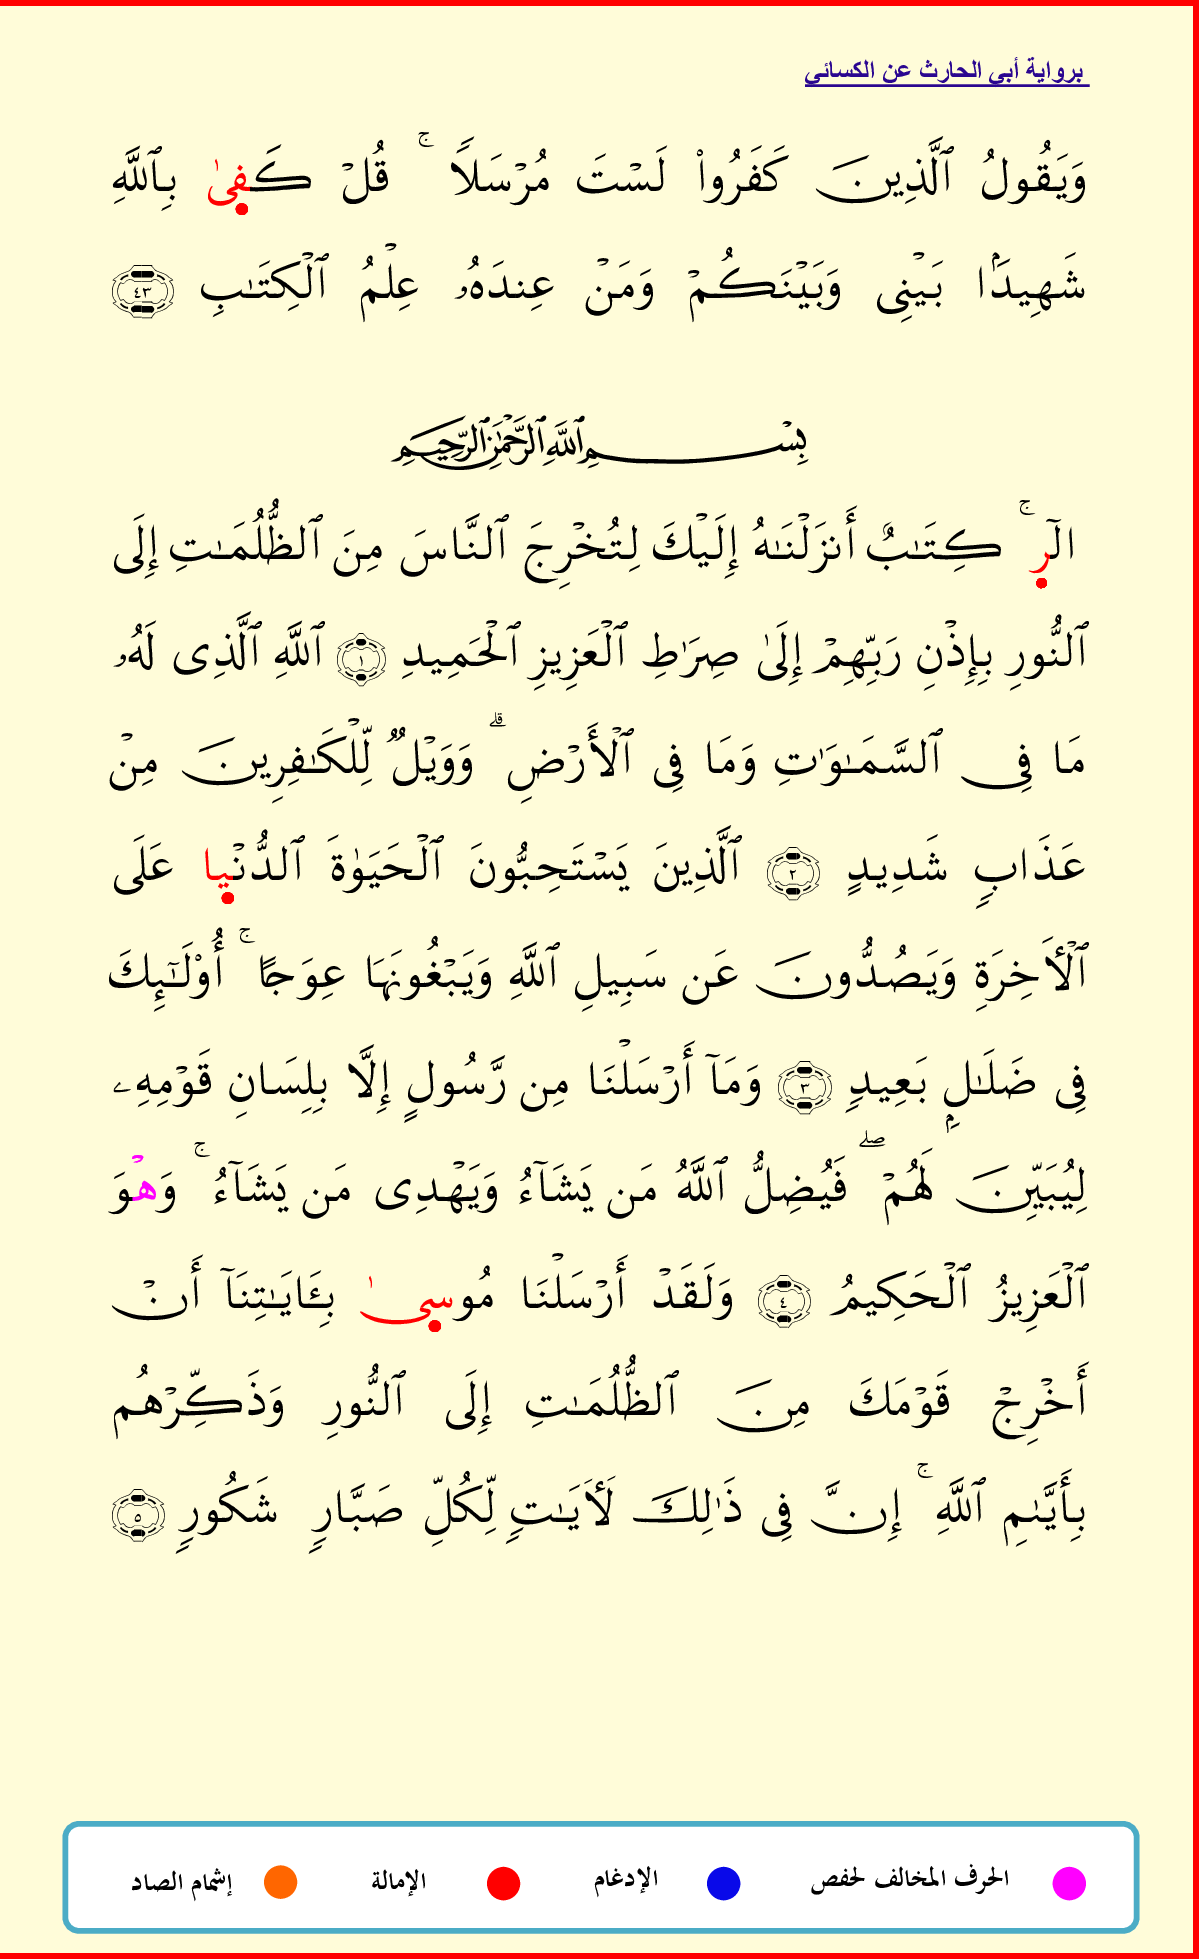 برواية أبي الحارث عن الكسائي
وَيَقُولُ ٱلَّذِينَ كَفَرُوا۟ لَسْتَ مُرْسَلًا ۚ قُلْ كَفِىٰ بِٱللَّهِ
شَهِيدًۢا بَيْنِى وَبَيْنَكُمْ وَمَنْ عِندَهُۥ عِلْمُ ٱلْكِتَٰبِ ٤٣
بِسْمِ ٱللَّهِ ٱلرَّحْمَٰنِ ٱلرَّحِيمِ
الٓرِ ۚ كِتَٰبٌ أَنزَلْنَٰهُ إِلَيْكَ لِتُخْرِجَ ٱلنَّاسَ مِنَ ٱلظُّلُمَٰتِ إِلَى
ٱلنُّورِ بِإِذْنِ رَبِّهِمْ إِلَىٰ صِرَٰطِ ٱلْعَزِيزِ ٱلْحَمِيدِ ١ ٱللَّهِ ٱلَّذِى لَهُۥ
مَا فِى ٱلسَّمَٰوَٰتِ وَمَا فِى ٱلْأَرْضِ ۗ وَوَيْلٌ لِّلْكَٰفِرِينَ مِنْ
عَذَابٍ شَدِيدٍ ٢ ٱلَّذِينَ يَسْتَحِبُّونَ ٱلْحَيَوٰةَ ٱلدُّنْيِا عَلَى
ٱلْأَخِرَةِ وَيَصُدُّونَ عَن سَبِيلِ ٱللَّهِ وَيَبْغُونَهَا عِوَجًا ۚ أُو۟لَٰٓئِكَ
فِى ضَلَٰلٍۭ بَعِيدٍ ٣ وَمَآ أَرْسَلْنَا مِن رَّسُولٍ إِلَّا بِلِسَانِ قَوْمِهِۦ
لِيُبَيِّنَ لَهُمْ ۖ فَيُضِلُّ ٱللَّهُ مَن يَشَآءُ وَيَهْدِى مَن يَشَآءُ ۚ وَهْوَ
ٱلْعَزِيزُ ٱلْحَكِيمُ ٤ وَلَقَدْ أَرْسَلْنَا مُوسِىٰ بِـَٔايَٰتِنَآ أَنْ
أَخْرِجْ قَوْمَكَ مِنَ ٱلظُّلُمَٰتِ إِلَى ٱلنُّورِ وَذَكِّرْهُم
بِأَيَّىٰمِ ٱللَّهِ ۚ إِنَّ فِى ذَٰلِكَ لَأَيَٰتٍ لِّكُلِّ صَبَّارٍ شَكُورٍ ٥
الحرف المخالف لحفص الإدغام الإمالة إشمام الصاد